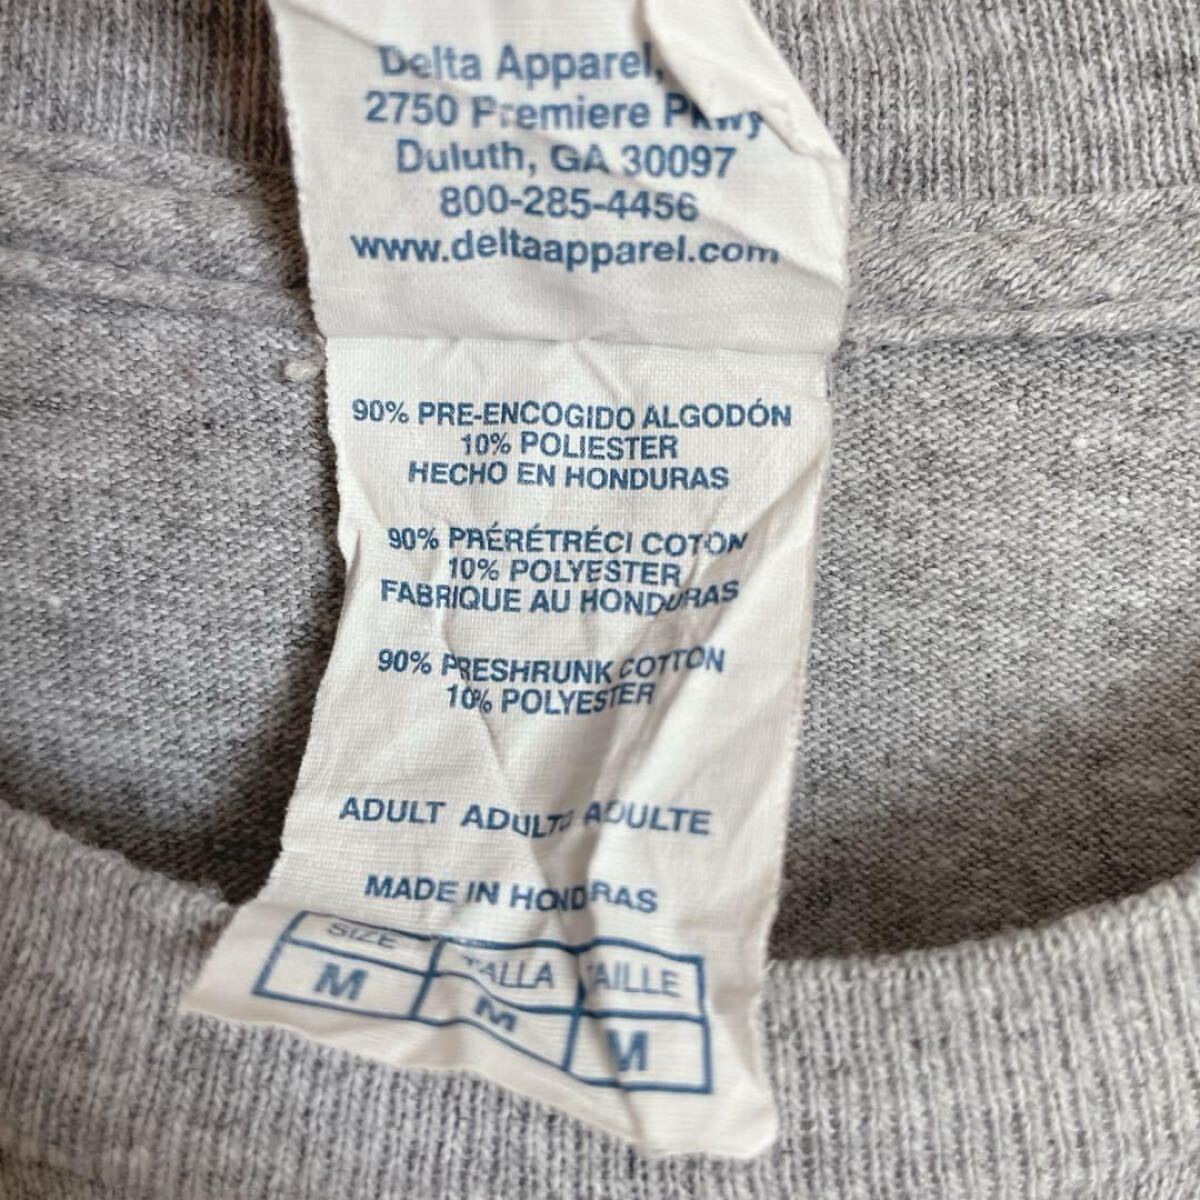 Delta Apparel,
2750 Premiere Pkwy
Duluth, GA 30097
800-285-4456
www.deltaapparel.com
90% PRE-ENCOGIDO ALGODÓN
10% POLIESTER
HECHO EN HONDURAS
90% PRÉRÉTRÉCI COTON
10% POLYESTER
FABRIQUE AU HONDURAS
90% PRESHRUNK COTTON
10% POLYESTER
ADULT ADULTO ADULTE
MADE IN HONDURAS
SIZE TALLA TAILLE
M M M